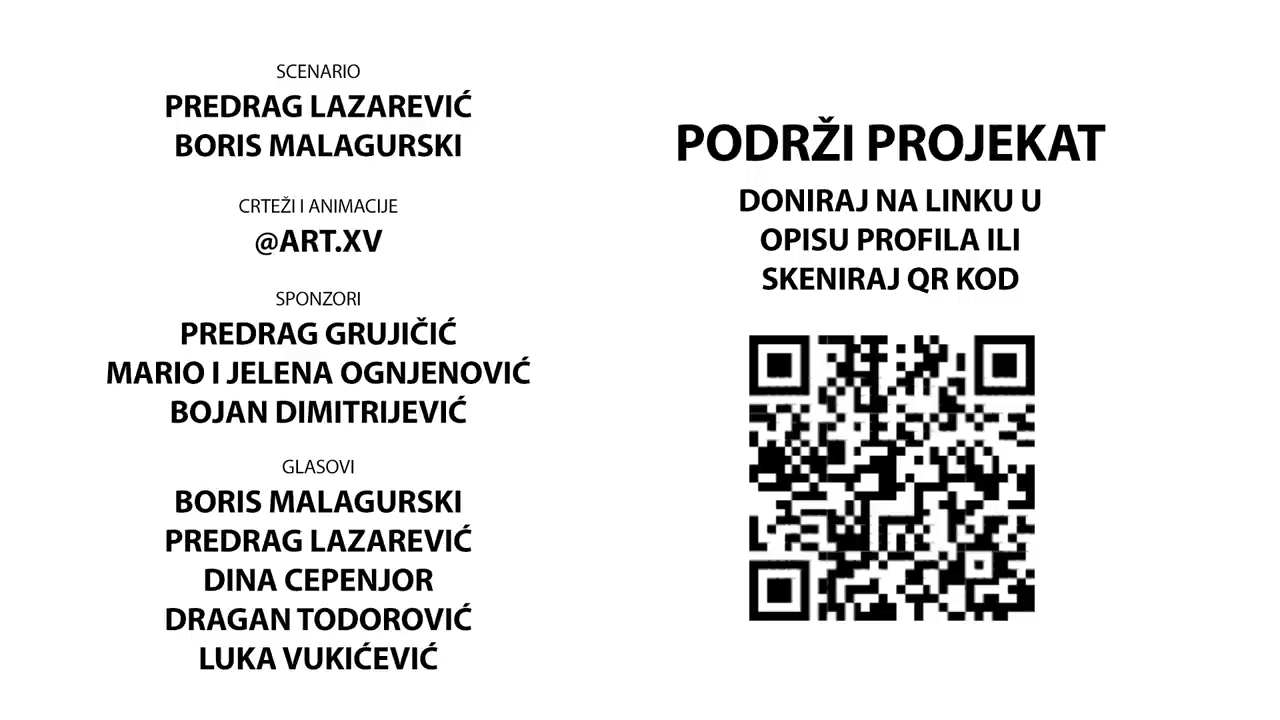 SCENARIO
PREDRAG LAZAREVIĆ
BORIS MALAGURSKI
CRTEŽI I ANIMACIJE
@ART.XV
SPONZORI
PREDRAG GRUJIČIĆ
MARIO I JELENA OGNJENOVIĆ
BOJAN DIMITRIJEVIĆ
GLASOVI
BORIS MALAGURSKI
PREDRAG LAZAREVIĆ
DINA CEPENJOR
DRAGAN TODOROVIĆ
LUKA VUKIĆEVIĆ
PODRŽI PROJEKAT
DONIRAJ NA LINKU U
OPISU PROFILA ILI
SKENIRAJ QR KOD